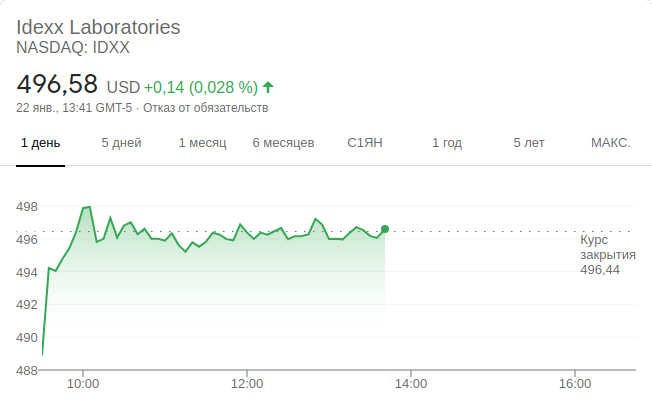 Idexx Laboratories
NASDAQ: IDXX
496,58 USD +0,14 (0,028 %)
22 янв., 13:41 GMT-5 · Отказ от обязательств
1 день 5 дней 1 месяц 6 месяцев С1ЯН 1 год 5 лет МАКС.
498
496
494
492
490
488
Курс
закрытия
496,44
10:00 12:00 14:00 16:00